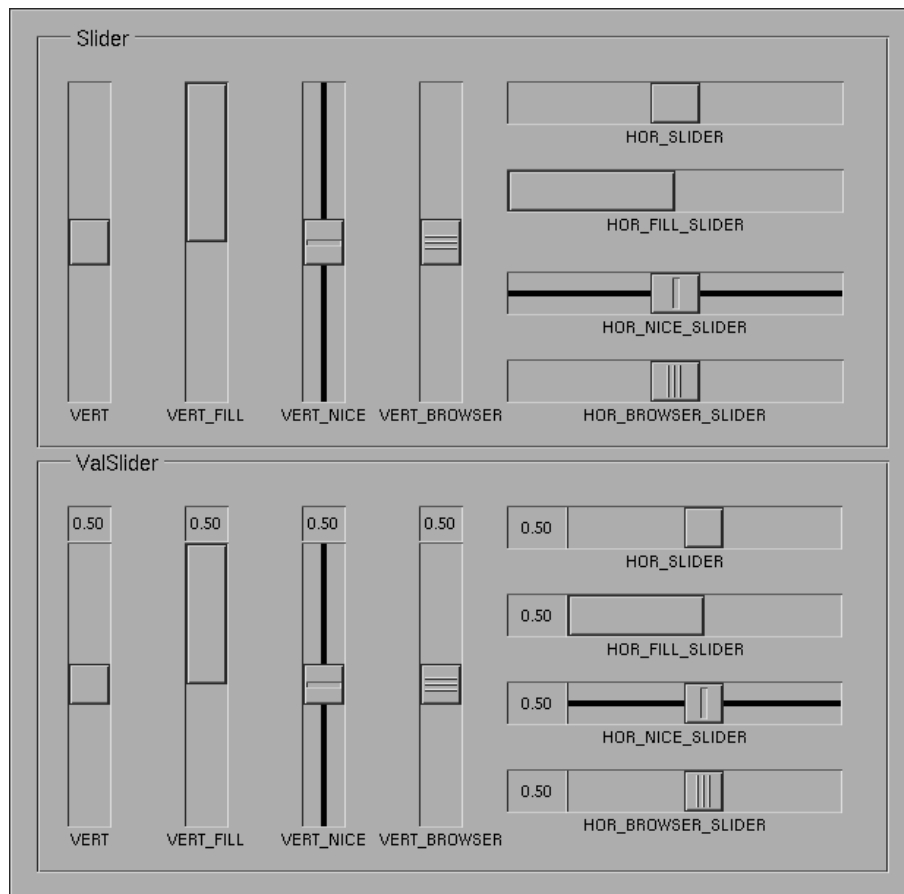 Slider
HOR_SLIDER
HOR_FILL_SLIDER
HOR_NICE_SLIDER
VERT VERT_FILL VERT_NICE VERT_BROWSER HOR_BROWSER_SLIDER
ValSlider
0.50 0.50 0.50 0.50 0.50
HOR_SLIDER
0.50
HOR_FILL_SLIDER
0.50
HOR_NICE_SLIDER
0.50
HOR_BROWSER_SLIDER
VERT VERT_FILL VERT_NICE VERT_BROWSER